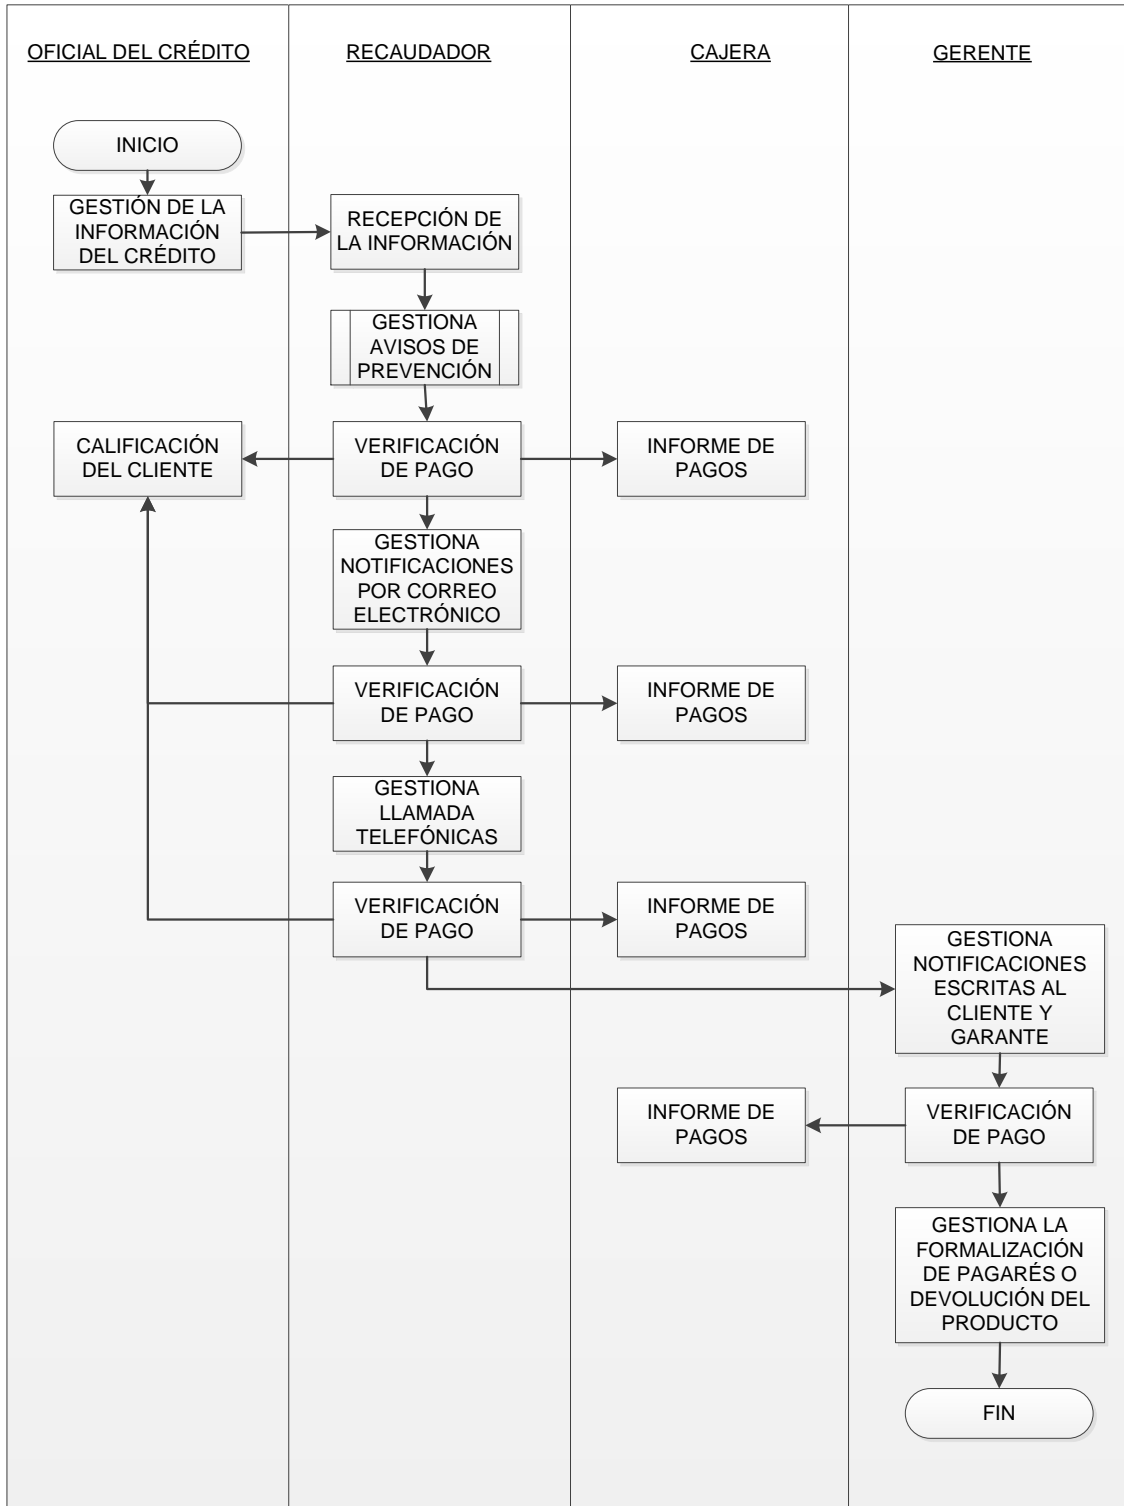 OFICIAL DEL CRÉDITO
RECAUDADOR
CAJERA
GERENTE
INICIO
GESTIÓN DE LA
INFORMACIÓN
DEL CRÉDITO
RECEPCIÓN DE
LA INFORMACIÓN
GESTIONA
AVISOS DE
PREVENCIÓN
CALIFICACIÓN
DEL CLIENTE
VERIFICACIÓN
DE PAGO
INFORME DE
PAGOS
GESTIONA
NOTIFICACIONES
POR CORREO
ELECTRÓNICO
VERIFICACIÓN
DE PAGO
INFORME DE
PAGOS
GESTIONA
LLAMADA
TELEFÓNICAS
VERIFICACIÓN
DE PAGO
INFORME DE
PAGOS
GESTIONA
NOTIFICACIONES
ESCRITAS AL
CLIENTE Y
GARANTE
INFORME DE
PAGOS
VERIFICACIÓN
DE PAGO
GESTIONA LA
FORMALIZACIÓN
DE PAGARÉS O
DEVOLUCIÓN DEL
PRODUCTO
FIN